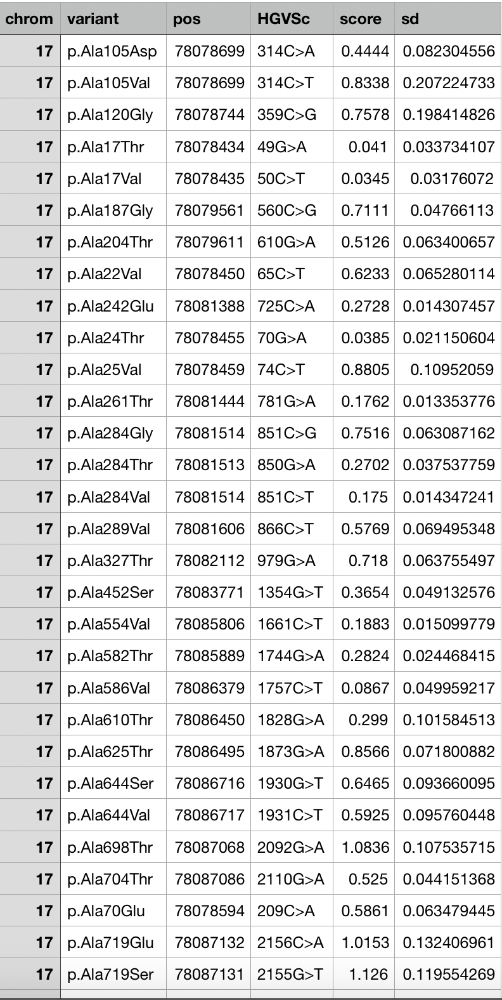 chrom variant pos HGVSc score sd
17 p.Ala105Asp 78078699 314C>A 0.4444 0.082304556
17 p.Ala105Val 78078699 314C>T 0.8338 0.207224733
17 p.Ala120Gly 78078744 359C>G 0.7578 0.198414826
17 p.Ala17Thr 78078434 49G>A 0.041 0.033734107
17 p.Ala17Val 78078435 50C>T 0.0345 0.03176072
17 p.Ala187Gly 78079561 560C>G 0.7111 0.04766113
17 p.Ala204Thr 78079611 610G>A 0.5126 0.063400657
17 p.Ala22Val 78078450 65C>T 0.6233 0.065280114
17 p.Ala242Glu 78081388 725C>A 0.2728 0.014307457
17 p.Ala24Thr 78078455 70G>A 0.0385 0.021150604
17 p.Ala25Val 78078459 74C>T 0.8805 0.10952059
17 p.Ala261Thr 78081444 781G>A 0.1762 0.013353776
17 p.Ala284Gly 78081514 851C>G 0.7516 0.063087162
17 p.Ala284Thr 78081513 850G>A 0.2702 0.037537759
17 p.Ala284Val 78081514 851C>T 0.175 0.014347241
17 p.Ala289Val 78081606 866C>T 0.5769 0.069495348
17 p.Ala327Thr 78082112 979G>A 0.718 0.063755497
17 p.Ala452Ser 78083771 1354G>T 0.3654 0.049132576
17 p.Ala554Val 78085806 1661C>T 0.1883 0.015099779
17 p.Ala582Thr 78085889 1744G>A 0.2824 0.024468415
17 p.Ala586Val 78086379 1757C>T 0.0867 0.049959217
17 p.Ala610Thr 78086450 1828G>A 0.299 0.101584513
17 p.Ala625Thr 78086495 1873G>A 0.8566 0.071800882
17 p.Ala644Ser 78086716 1930G>T 0.6465 0.093660095
17 p.Ala644Val 78086717 1931C>T 0.5925 0.095760448
17 p.Ala698Thr 78087068 2092G>A 1.0836 0.107535715
17 p.Ala704Thr 78087086 2110G>A 0.525 0.044151368
17 p.Ala70Glu 78078594 209C>A 0.5861 0.063479445
17 p.Ala719Glu 78087132 2156C>A 1.0153 0.132406961
17 p.Ala719Ser 78087131 2155G>T 1.126 0.119554269